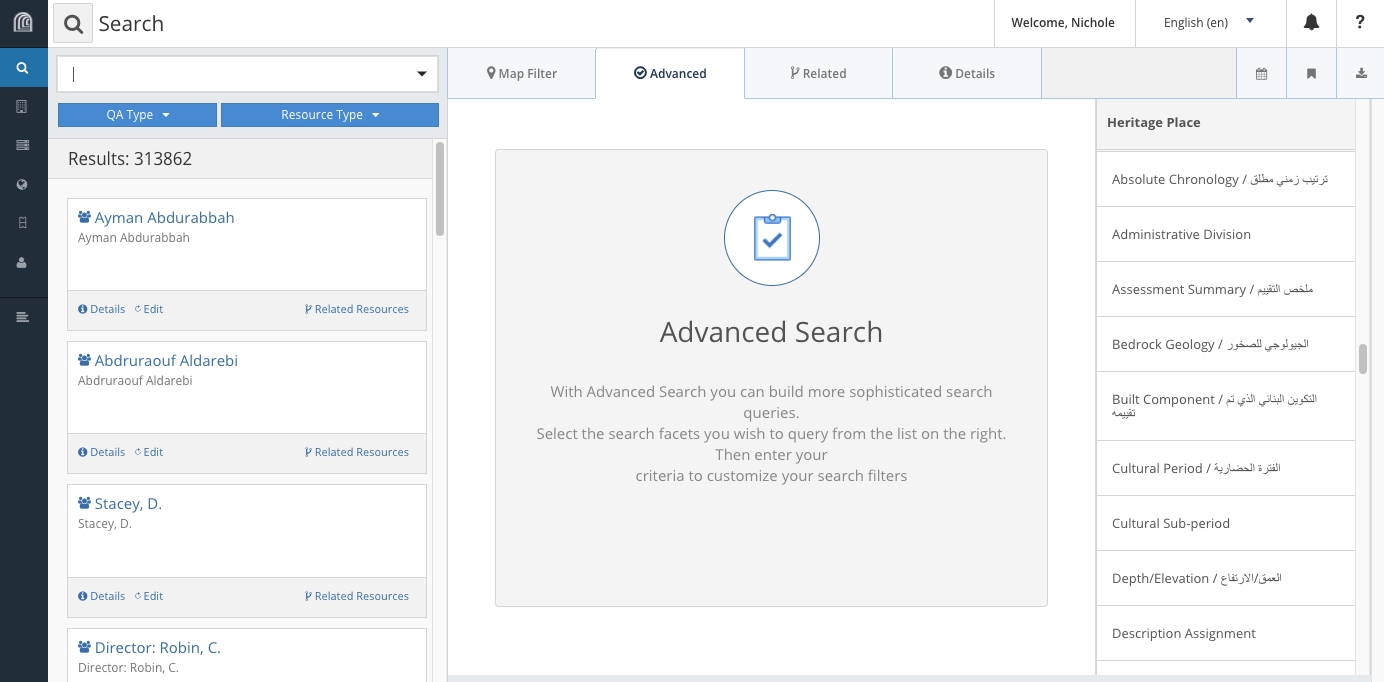 Search
Welcome, Nichole
English (en)
?
Map Filter
Advanced
Related
Details
QA Type
Resource Type
Results: 313862
Ayman Abdurabbah
Ayman Abdurabbah
Details
Edit
Related Resources
Abdruraouf Aldarebi
Abdruraouf Aldarebi
Details
Edit
Related Resources
Stacey, D.
Stacey, D.
Details
Edit
Related Resources
Director: Robin, C.
Director: Robin, C.
Advanced Search
With Advanced Search you can build more sophisticated search
queries.
Select the search facets you wish to query from the list on the right.
Then enter your
criteria to customize your search filters
Heritage Place
Absolute Chronology / ترتيب زمني مطلق
Administrative Division
Assessment Summary / ملخص التقييم
Bedrock Geology / الجيولوجي للصخور
Built Component / التكوين البنائي الذي تم
تقييمه
Cultural Period / الفترة الحضارية
Cultural Sub-period
Depth/Elevation / العمق/الارتفاع
Description Assignment